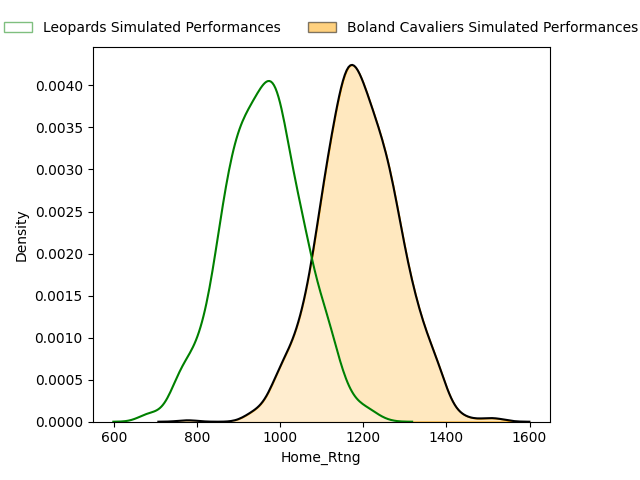 Leopards Simulated Performances Boland Cavaliers Simulated Performances
0.0040
0.0035
0.0030
0.0025
0.0020
0.0015
0.0010
0.0005
0.0000
Density
600 800 1000 1200 1400 1600
Home_Rtng